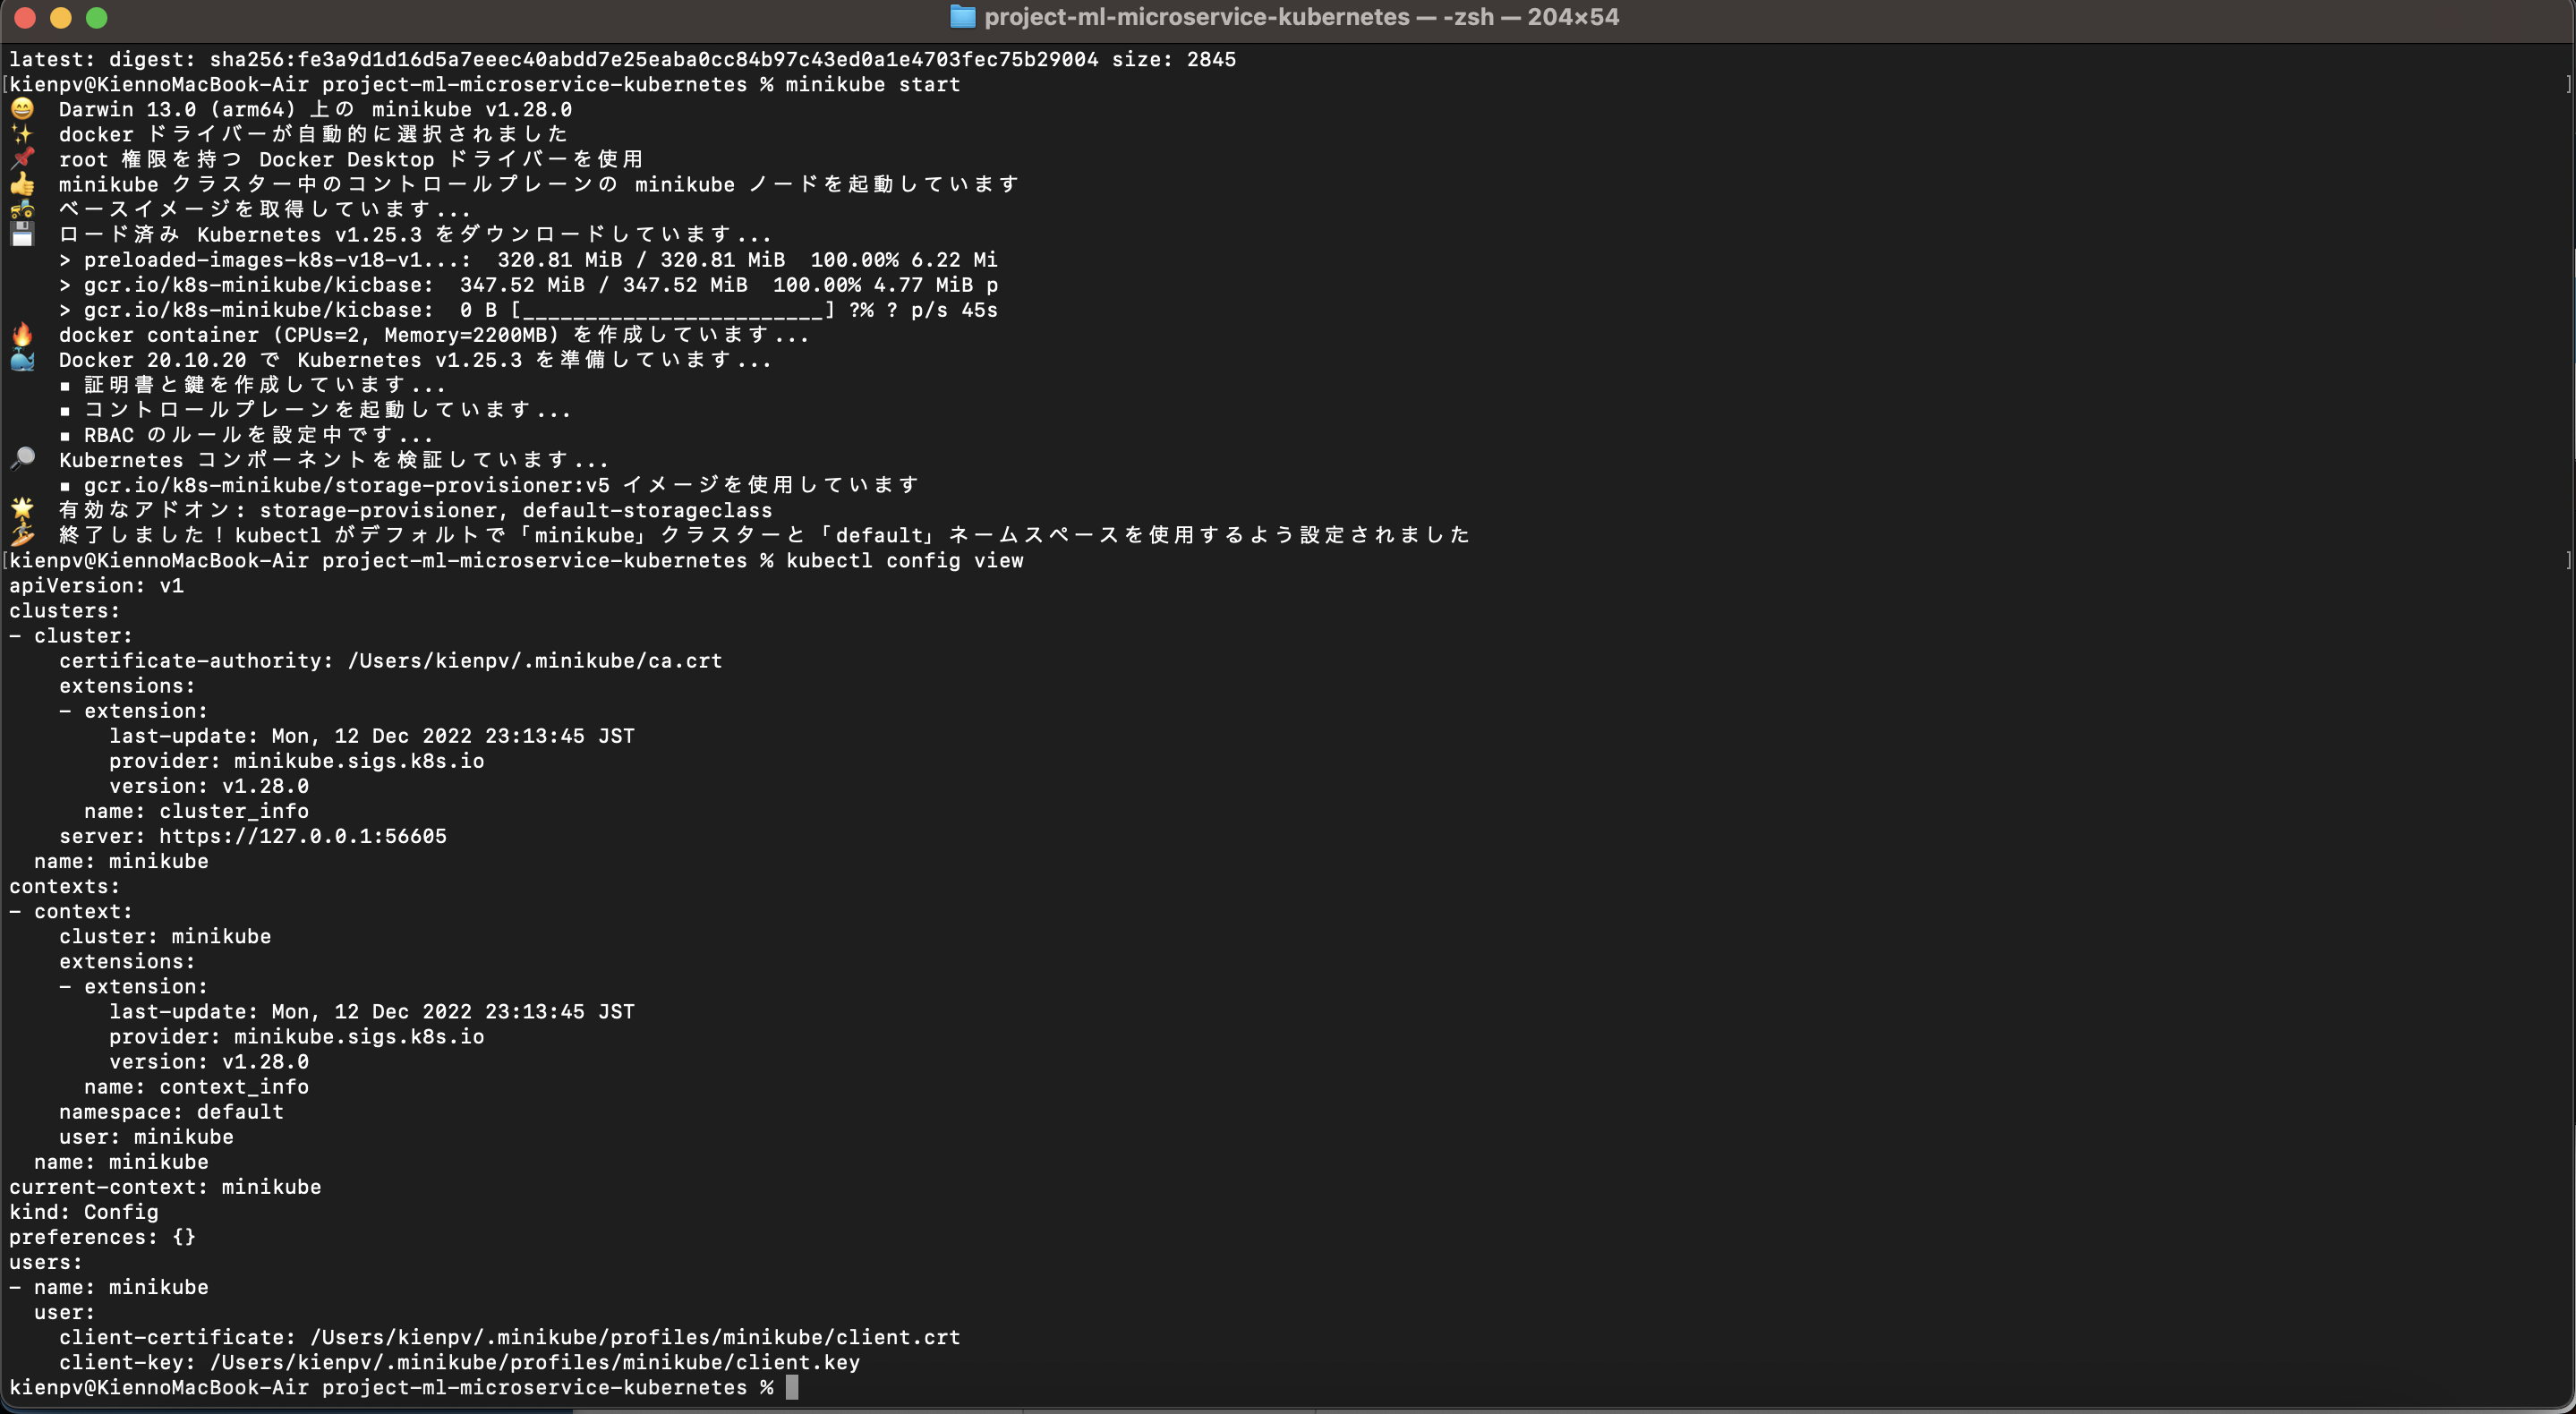 project-ml-microservice-kubernetes — -zsh — 204×54
latest: digest: sha256:fe3a9d1d16d5a7eeec40abdd7e25eaba0cc84b97c43ed0a1e4703fec75b29004 size: 2845
[kienpv@KiennoMacBook-Air project-ml-microservice-kubernetes % minikube start ]
😄  Darwin 13.0 (arm64) 上の minikube v1.28.0
✨  docker ドライバーが自動的に選択されました
📌  root 権限を持つ Docker Desktop ドライバーを使用
👍  minikube クラスター中のコントロールプレーンの minikube ノードを起動しています
🚜  ベースイメージを取得しています...
💾  ロード済み Kubernetes v1.25.3 をダウンロードしています...
    > preloaded-images-k8s-v18-v1...:  320.81 MiB / 320.81 MiB  100.00% 6.22 Mi
    > gcr.io/k8s-minikube/kicbase:  347.52 MiB / 347.52 MiB  100.00% 4.77 MiB p
    > gcr.io/k8s-minikube/kicbase:  0 B [________________________] ?% ? p/s 45s
🔥  docker container (CPUs=2, Memory=2200MB) を作成しています...
🐳  Docker 20.10.20 で Kubernetes v1.25.3 を準備しています...
    ▪ 証明書と鍵を作成しています...
    ▪ コントロールプレーンを起動しています...
    ▪ RBAC のルールを設定中です...
🔎  Kubernetes コンポーネントを検証しています...
    ▪ gcr.io/k8s-minikube/storage-provisioner:v5 イメージを使用しています
🌟  有効なアドオン: storage-provisioner, default-storageclass
🏄  終了しました！kubectl がデフォルトで「minikube」クラスターと「default」ネームスペースを使用するよう設定されました
[kienpv@KiennoMacBook-Air project-ml-microservice-kubernetes % kubectl config view ]
apiVersion: v1
clusters:
- cluster:
    certificate-authority: /Users/kienpv/.minikube/ca.crt
    extensions:
    - extension:
        last-update: Mon, 12 Dec 2022 23:13:45 JST
        provider: minikube.sigs.k8s.io
        version: v1.28.0
      name: cluster_info
    server: https://127.0.0.1:56605
  name: minikube
contexts:
- context:
    cluster: minikube
    extensions:
    - extension:
        last-update: Mon, 12 Dec 2022 23:13:45 JST
        provider: minikube.sigs.k8s.io
        version: v1.28.0
      name: context_info
    namespace: default
    user: minikube
  name: minikube
current-context: minikube
kind: Config
preferences: {}
users:
- name: minikube
  user:
    client-certificate: /Users/kienpv/.minikube/profiles/minikube/client.crt
    client-key: /Users/kienpv/.minikube/profiles/minikube/client.key
kienpv@KiennoMacBook-Air project-ml-microservice-kubernetes %